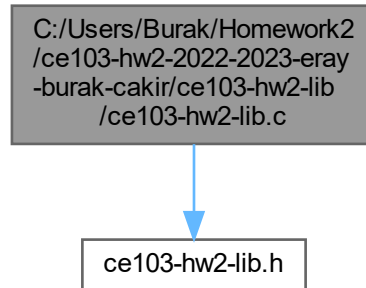 C:/Users/Burak/Homework2
/ce103-hw2-2022-2023-eray
-burak-cakir/ce103-hw2-lib
/ce103-hw2-lib.c
ce103-hw2-lib.h